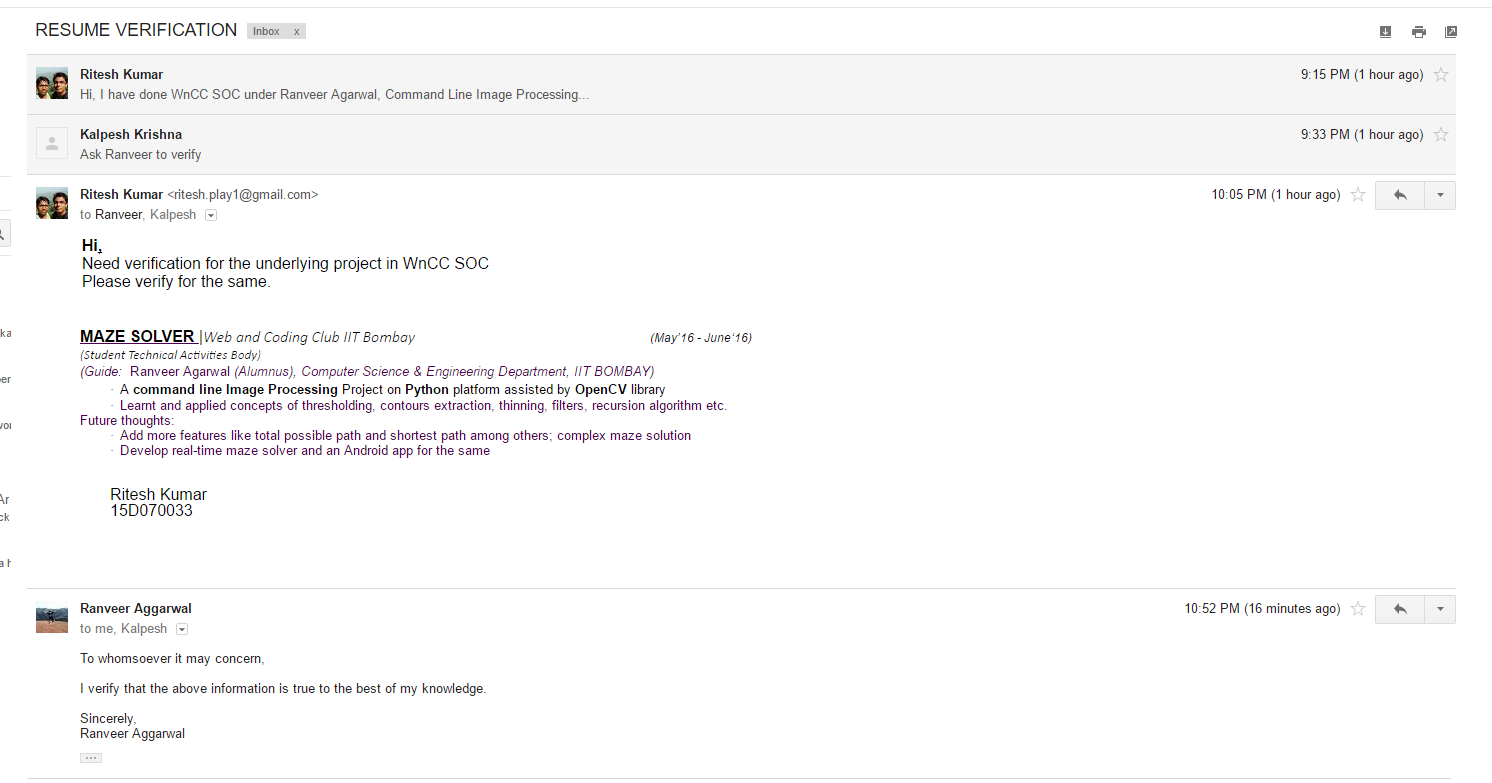 RESUME VERIFICATION Inbox x
Ritesh Kumar 9:15 PM (1 hour ago)
Hi, I have done WnCC SOC under Ranveer Agarwal, Command Line Image Processing...
Kalpesh Krishna 9:33 PM (1 hour ago)
Ask Ranveer to verify
Ritesh Kumar <ritesh.play1@gmail.com> 10:05 PM (1 hour ago)
to Ranveer, Kalpesh
Hi,
Need verification for the underlying project in WnCC SOC
Please verify for the same.
ka
MAZE SOLVER |Web and Coding Club IIT Bombay (May'16 - June'16)
(Student Technical Activities Body)
(Guide: Ranveer Agarwal (Alumnus), Computer Science & Engineering Department, IIT BOMBAY)
per
· A command line Image Processing Project on Python platform assisted by OpenCV library
· Learnt and applied concepts of thresholding, contours extraction, thinning, filters, recursion algorithm etc.
Future thoughts:
wor
· Add more features like total possible path and shortest path among others; complex maze solution
· Develop real-time maze solver and an Android app for the same
Ritesh Kumar
Ar
15D070033
ck
a h
Ranveer Aggarwal 10:52 PM (16 minutes ago)
to me, Kalpesh
To whomsoever it may concern,
I verify that the above information is true to the best of my knowledge.
Sincerely,
Ranveer Aggarwal